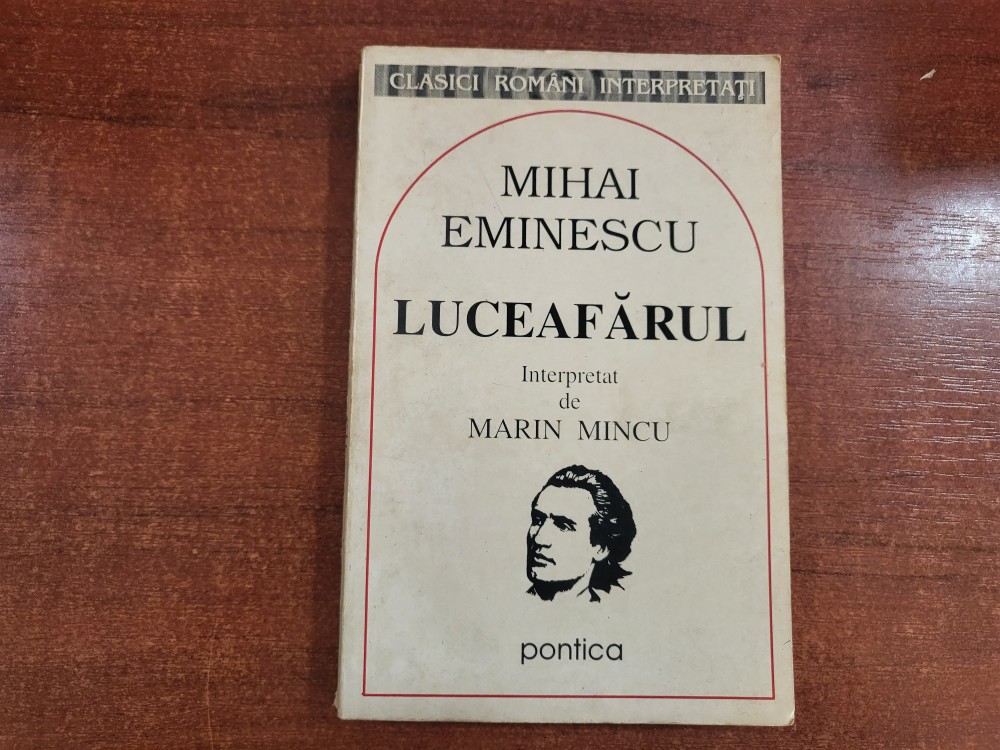 CLASICI ROMÂNI INTERPRETAȚI
MIHAI
EMINESCU
LUCEAFĂRUL
Interpretat
de
MARIN MINCU
pontica